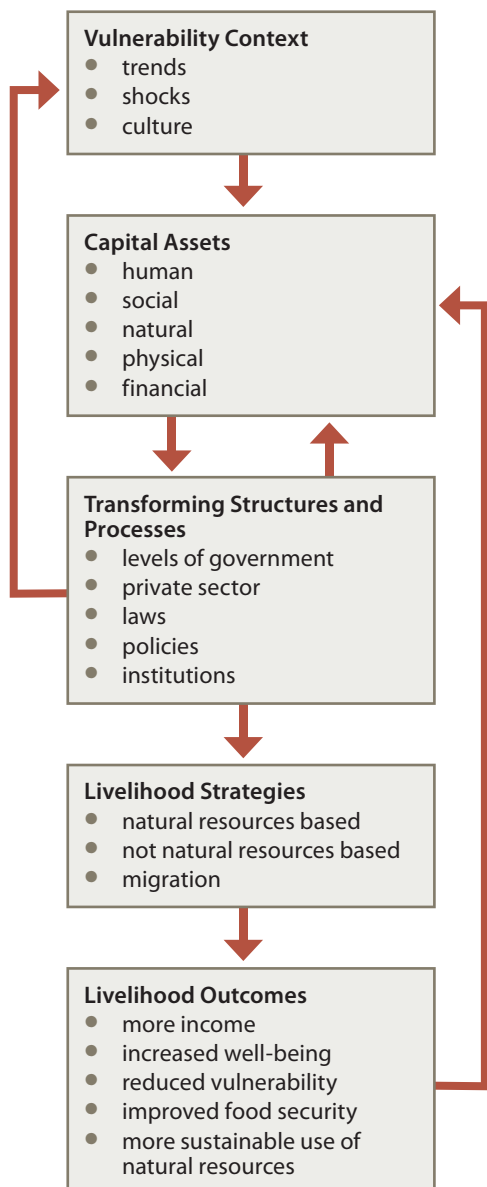 Vulnerability Context
trends
shocks
culture
Capital Assets
human
social
natural
physical
financial
Transforming Structures and
Processes
levels of government
private sector
laws
policies
institutions
Livelihood Strategies
natural resources based
not natural resources based
migration
Livelihood Outcomes
more income
increased well-being
reduced vulnerability
improved food security
more sustainable use of
natural resources